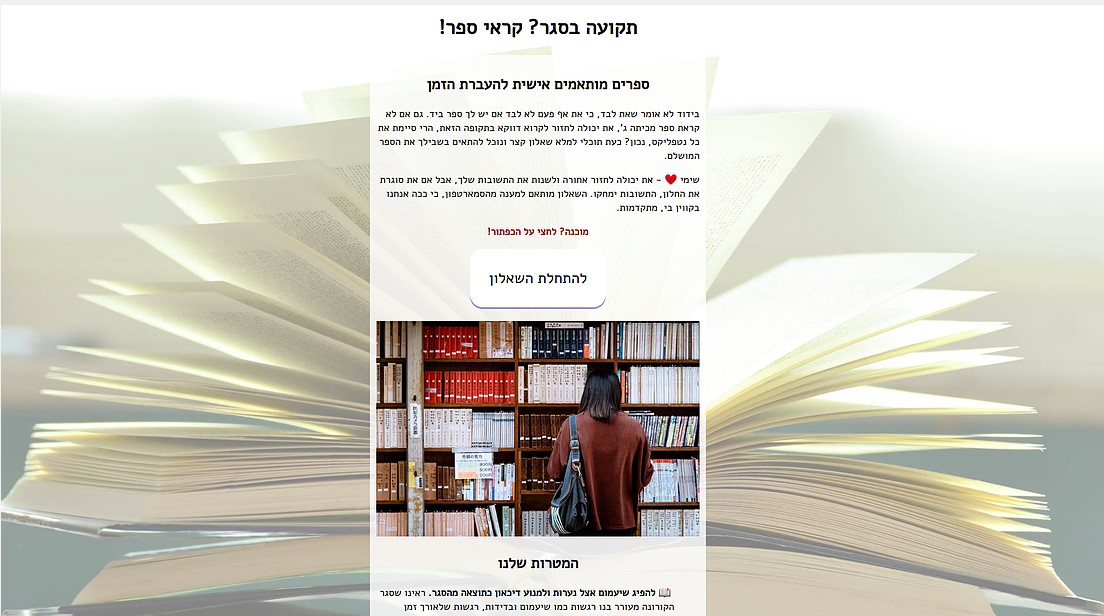 תקועה בסגר? קראי ספר!
ספרים מותאמים אישית להעברת הזמן
בידוד לא אומר שאת לבד, כי את אף פעם לא לבד אם יש לך ספר ביד. גם אם לא
קראת ספר מכיתה ג', את יכולה לחזור לקרוא דווקא בתקופה הזאת, הרי סיימת את
כל נטפליקס, נכון? כעת תוכלי למלא שאלון קצר ונוכל להתאים בשבילך את הספר
המושלם.
שימי ❤️ - את יכולה לחזור אחורה ולשנות את התשובות שלך, אבל אם את סוגרת
את החלון, התשובות ימחקו. השאלון מותאם למענה מהסמארטפון, כי ככה אנחנו
בקווין בי, מתקדמות.
מוכנה? לחצי על הכפתור!
להתחלת השאלון
המטרות שלנו
📖 להפיג שיעמום אצל נערות ולמנוע דיכאון כתוצאה מהסגר. ראינו שסגר
הקורונה מעורר בנו רגשות כמו שיעמום ובדידות, רגשות שלאורך זמן